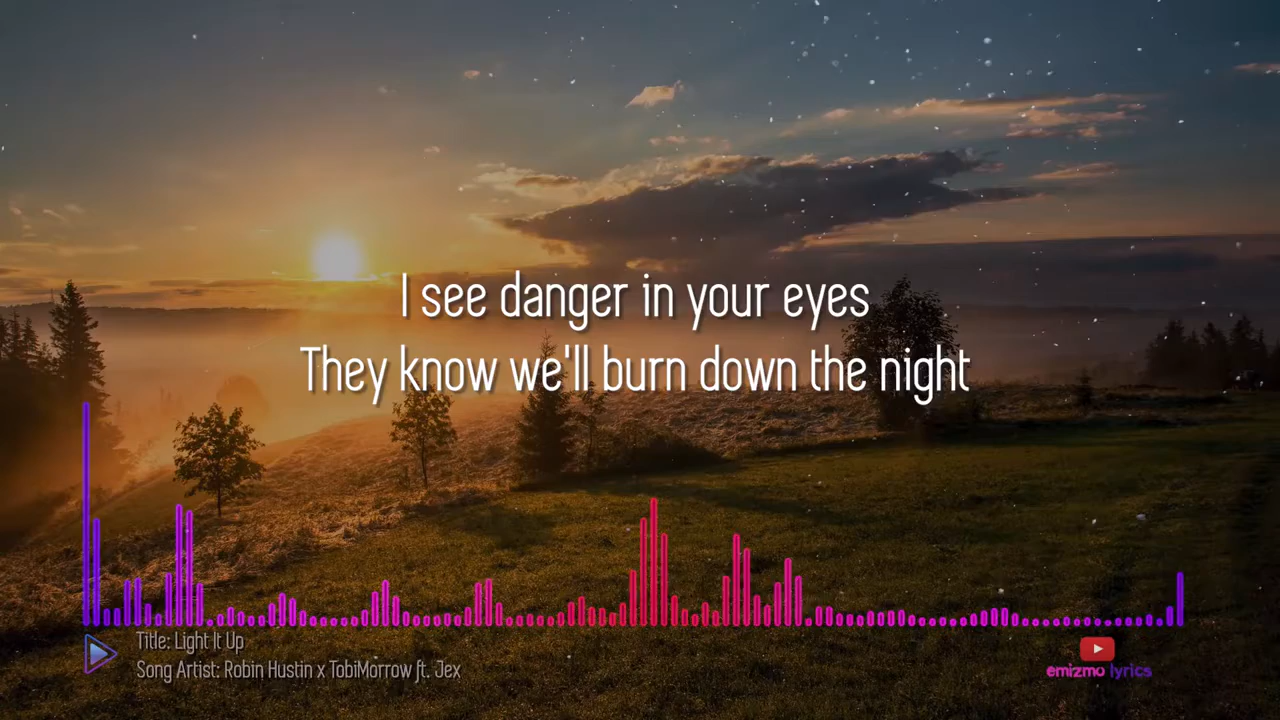 I see danger in your eyes
They know we'll burn down the night
Title: Light It Up
Song Artist: Robin Hustin x TobiMorrow ft. Jex
emizmo lyrics